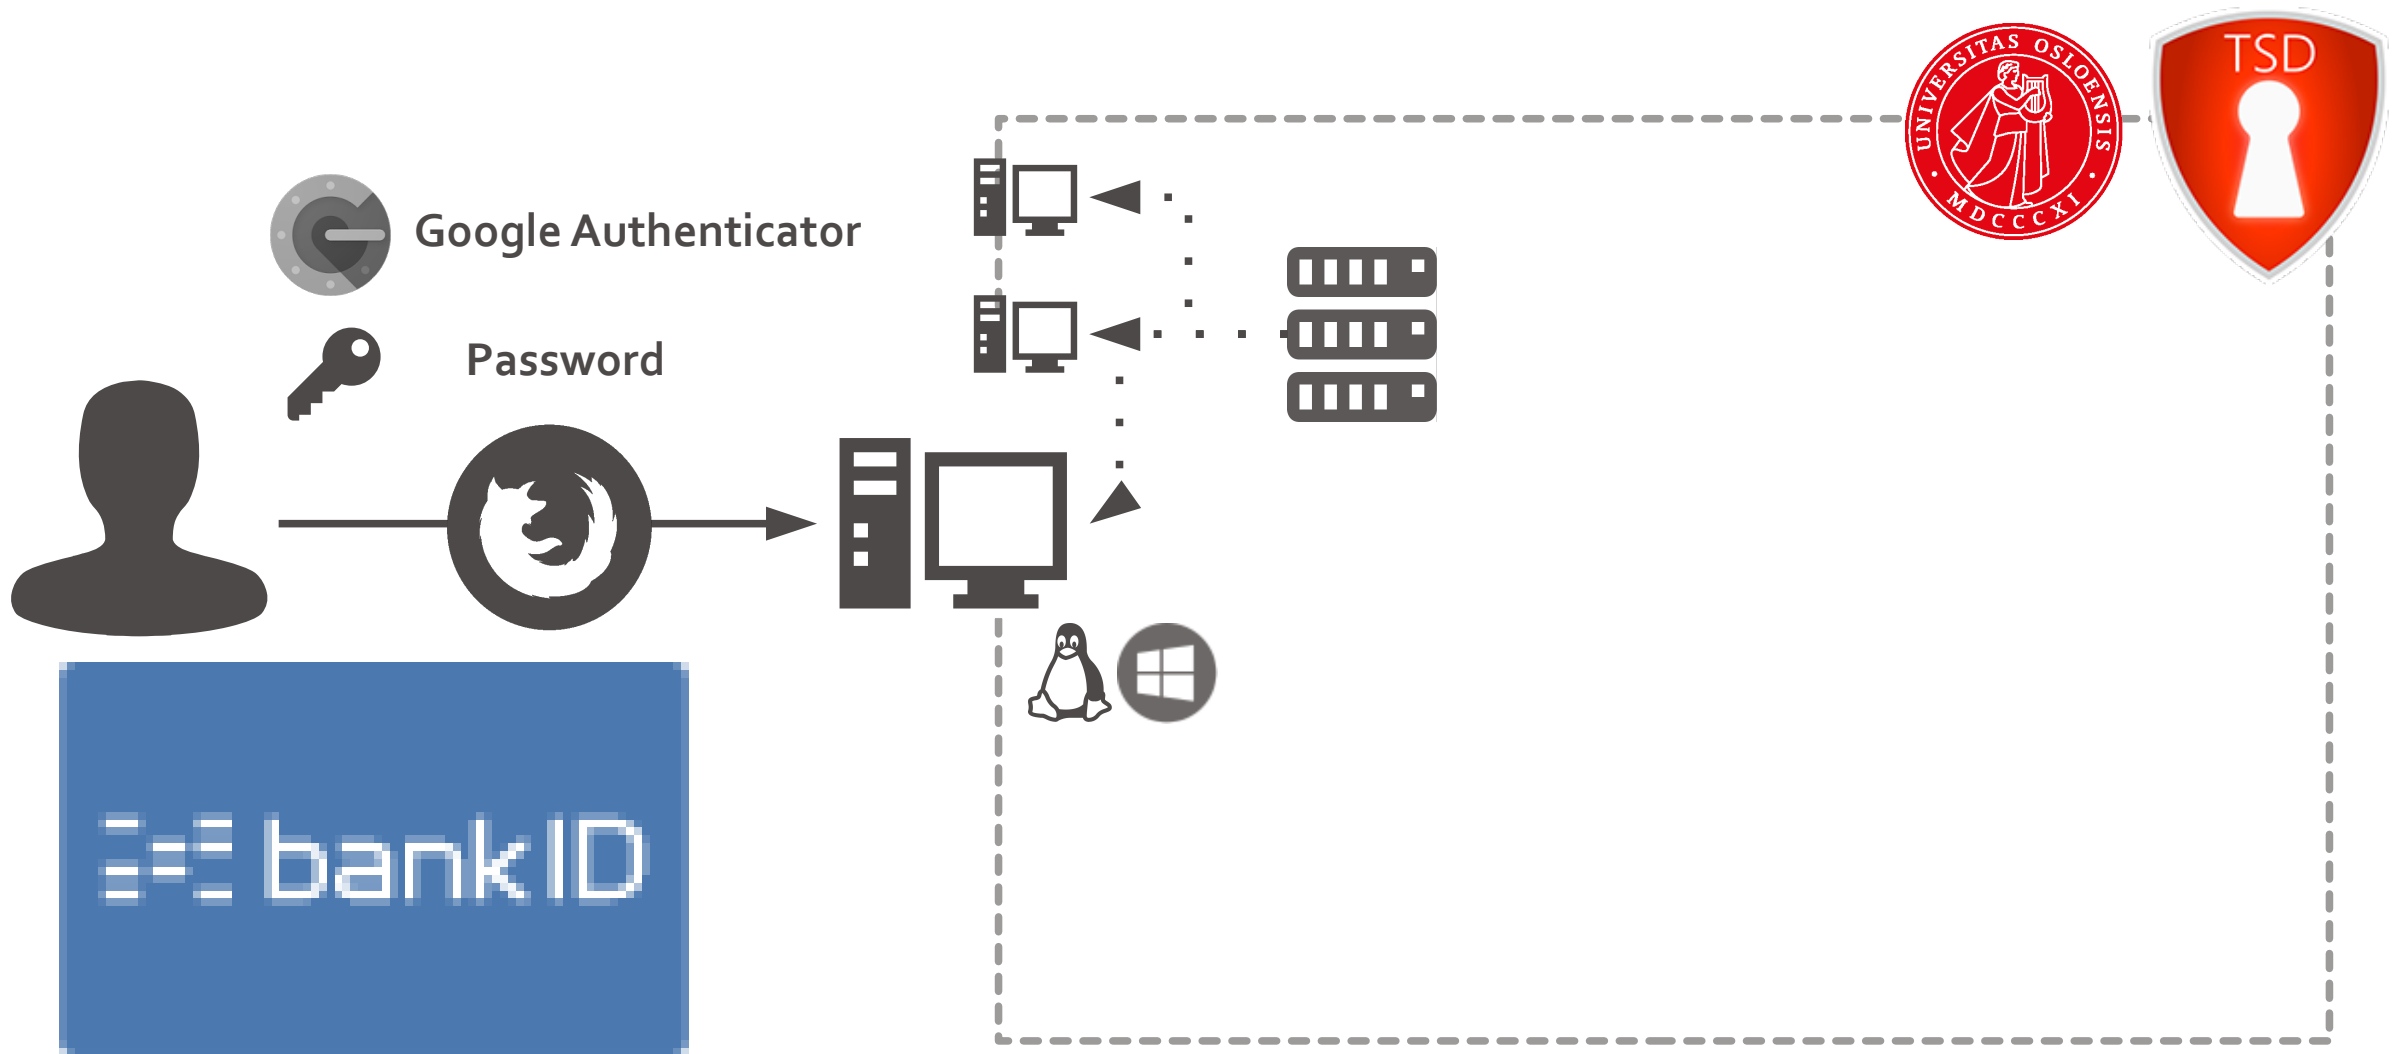 UNIVERSITAS OSLOENSIS
MDCCCXI
TSD
Google Authenticator
Password
bankID